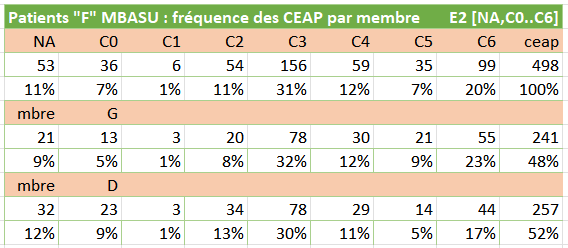 Patients "F" MBASU : fréquence des CEAP par membre E2 [NA,C0..C6]
NA C0 C1 C2 C3 C4 C5 C6 ceap
53 36 6 54 156 59 35 99 498
11% 7% 1% 11% 31% 12% 7% 20% 100%
mbre G
21 13 3 20 78 30 21 55 241
9% 5% 1% 8% 32% 12% 9% 23% 48%
mbre D
32 23 3 34 78 29 14 44 257
12% 9% 1% 13% 30% 11% 5% 17% 52%